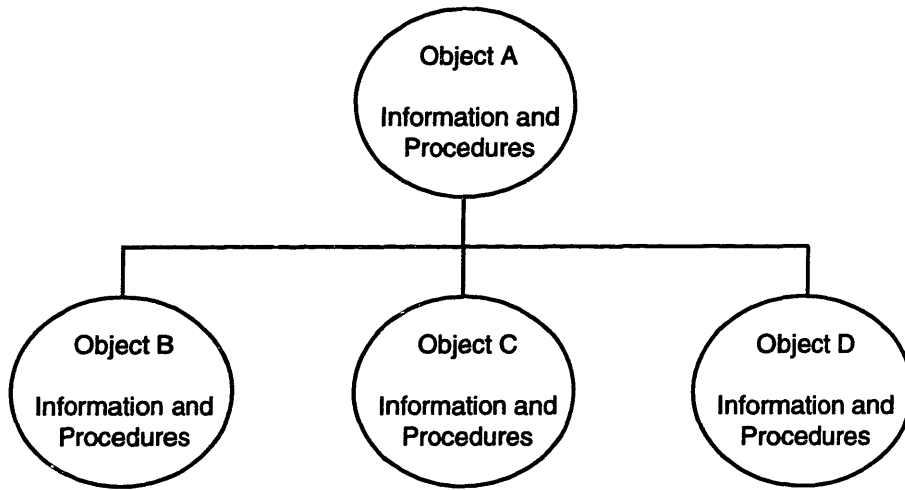 Object A
Information and
Procedures
Object B
Information and
Procedures
Object C
Information and
Procedures
Object D
Information and
Procedures